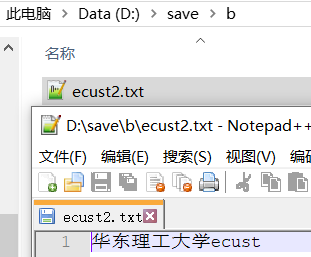 此电脑 > Data (D:) > save > b
名称
ecust2.txt
D:\save\b\ecust2.txt - Notepad+
文件(F) 编辑(E) 搜索(S) 视图(V) 编
ecust2.txt
1 华东理工大学ecust